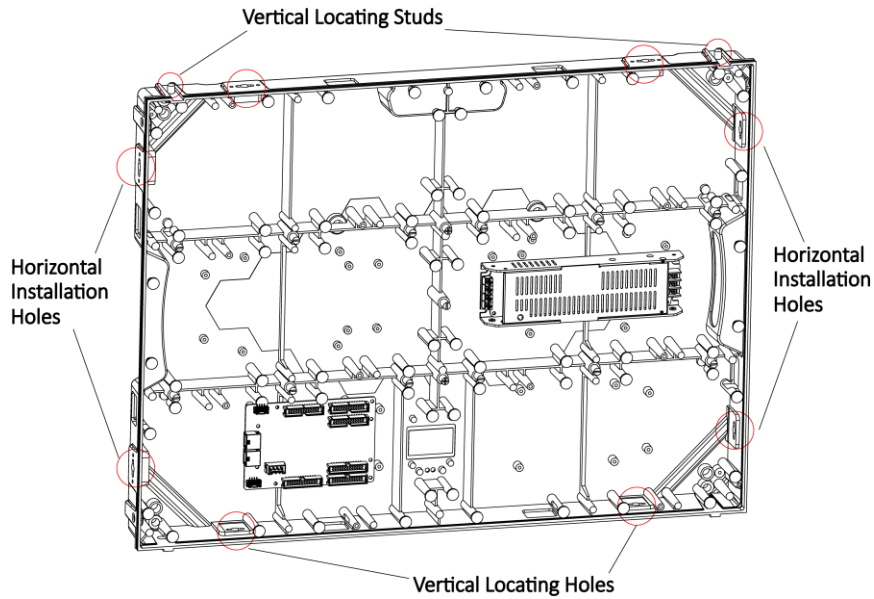 Vertical Locating Studs
Horizontal
Installation
Holes
Horizontal
Installation
Holes
Vertical Locating Holes